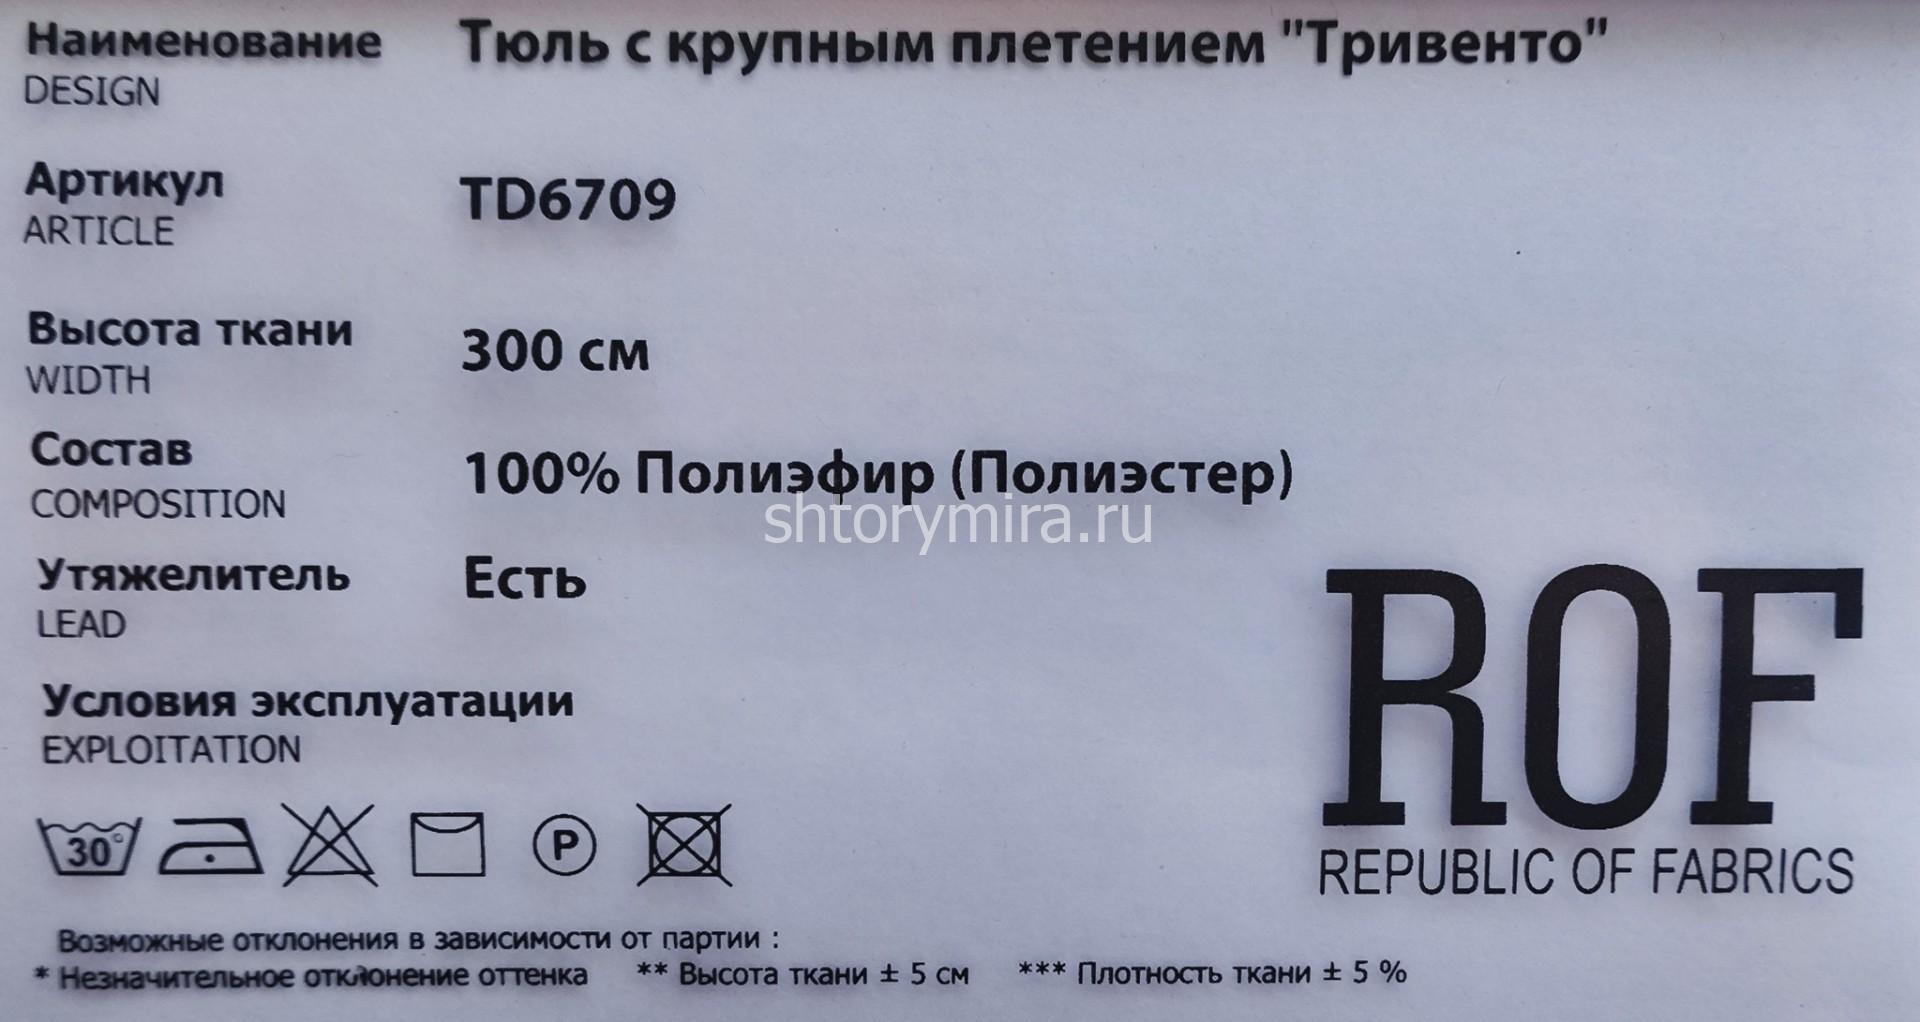 Наименование Тюль с крупным плетением "Тривенто"
DESIGN
Артикул TD6709
ARTICLE
Высота ткани 300 см
WIDTH
Состав 100% Полиэфир (Полиэстер)
COMPOSITION
shtorymira.ru
Утяжелитель Есть
LEAD
ROF
REPUBLIC OF FABRICS
Условия эксплуатации
EXPLOITATION
30° P
Возможные отклонения в зависимости от партии :
* Незначительное отклонение оттенка ** Высота ткани ± 5 см *** Плотность ткани ± 5 %